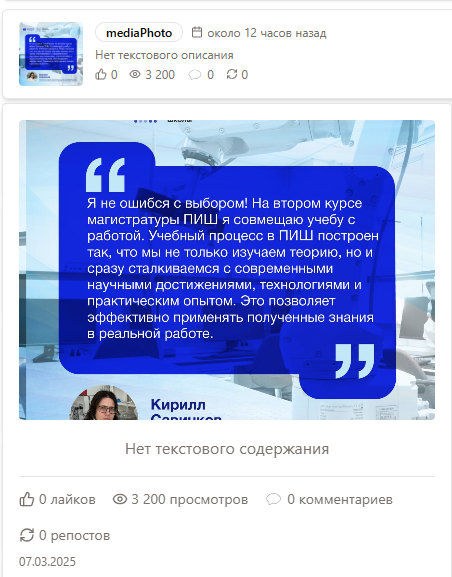 mediaPhoto
около 12 часов назад
Нет текстового описания
0
3 200
0
0
“
Я не ошибся с выбором! На втором курсе
магистратуры ПИШ я совмещаю учебу с
работой. Учебный процесс в ПИШ построен
так, что мы не только изучаем теорию, но и
сразу сталкиваемся с современными
научными достижениями, технологиями и
практическим опытом. Это позволяет
эффективно применять полученные знания
в реальной работе.
”
Кирилл
Нет текстового содержания
0 лайков
3 200 просмотров
0 комментариев
0 репостов
07.03.2025